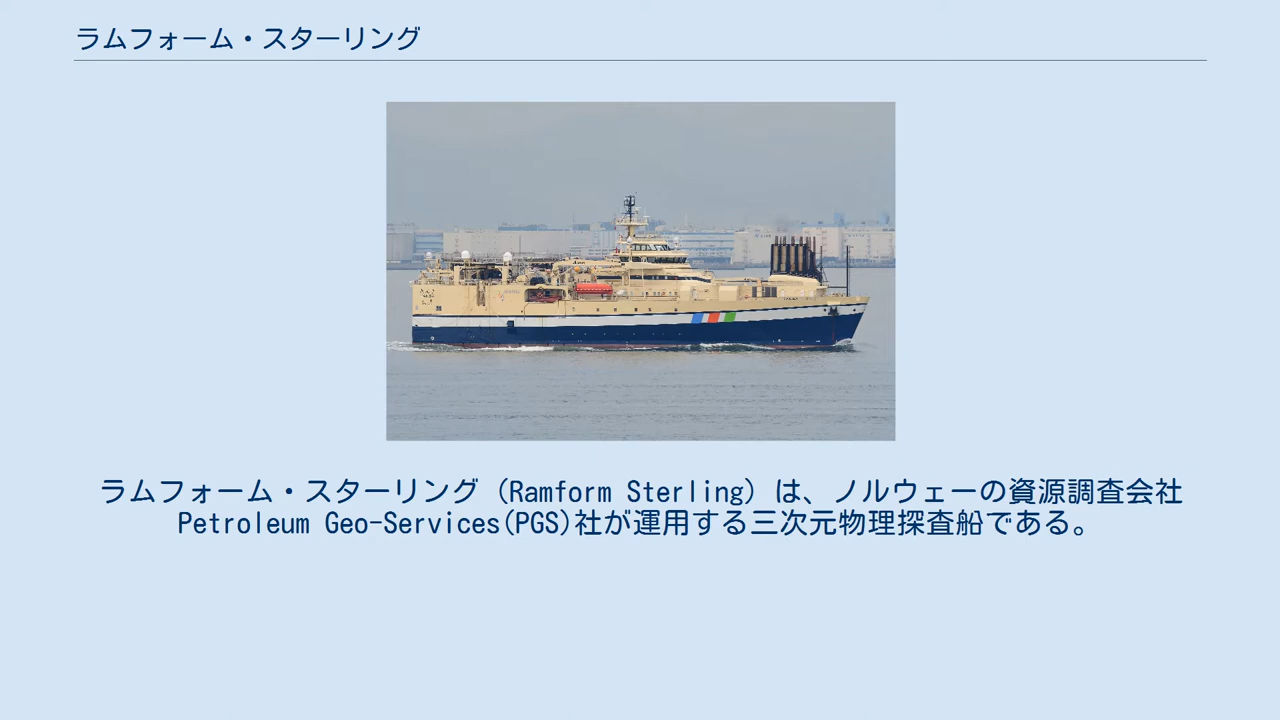 ラムフォーム・スターリング
ラムフォーム・スターリング (Ramform Sterling) は、ノルウェーの資源調査会社
Petroleum Geo-Services(PGS)社が運用する三次元物理探査船である。